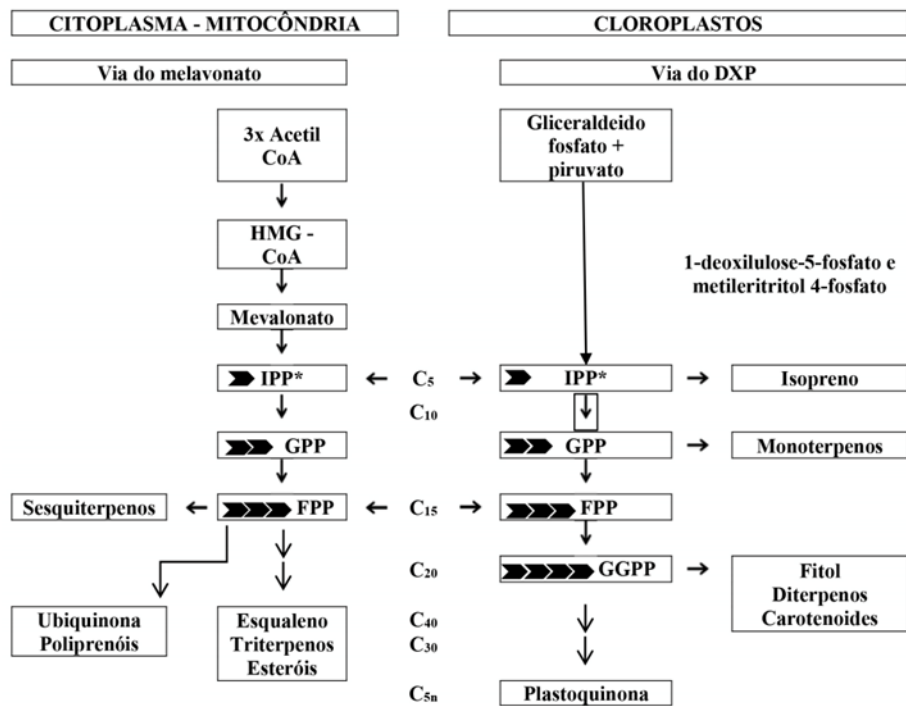 CITOPLASMA - MITOCÔNDRIA
CLOROPLASTOS
Via do melavonato
Via do DXP
3x Acetil
CoA
Gliceraldeido
fosfato +
piruvato
HMG -
CoA
1-deoxilulose-5-fosfato e
metileritritol 4-fosfato
Mevalonato
IPP*
C5
IPP*
Isopreno
C10
GPP
GPP
Monoterpenos
Sesquiterpenos
FPP
C15
FPP
C20
GGPP
Fitol
Diterpenos
Carotenoides
Ubiquinona
Poliprenóis
Esqualeno
Triterpenos
Esteróis
C40
C30
C5n
Plastoquinona